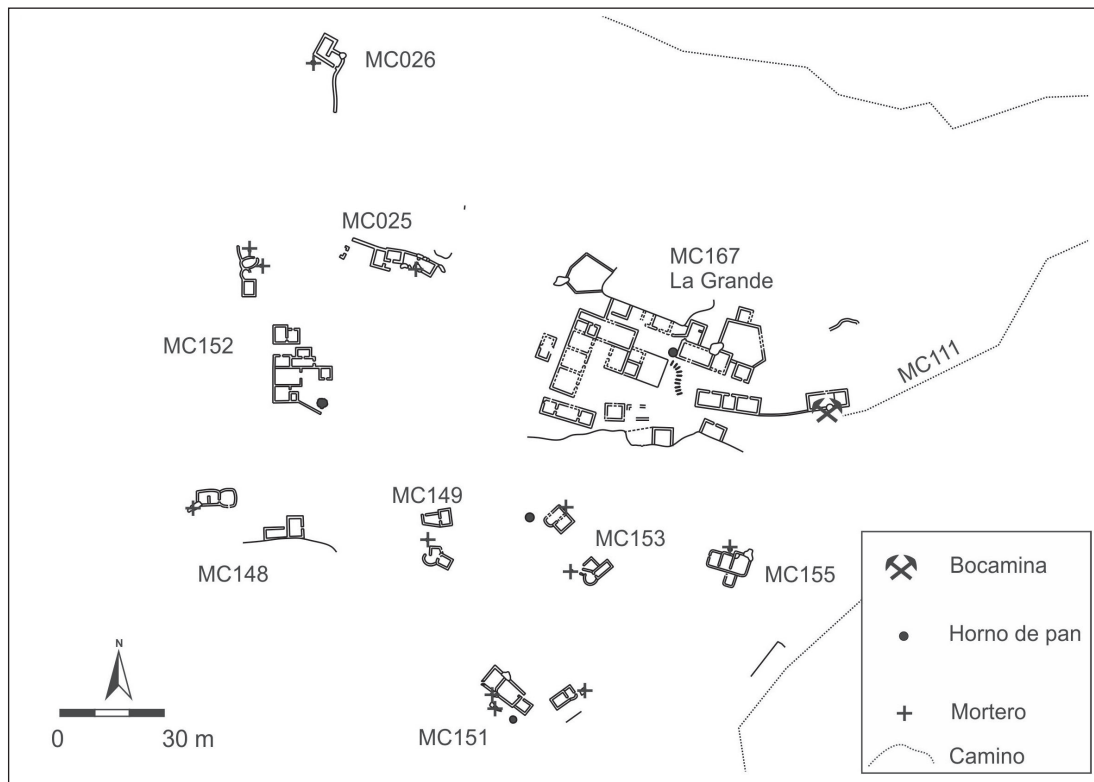 MC026
MC025
MC167
La Grande
MC152
MC111
MC149
MC153
MC148
MC155
MC151
N
0 30 m
Bocamina
Horno de pan
Mortero
Camino